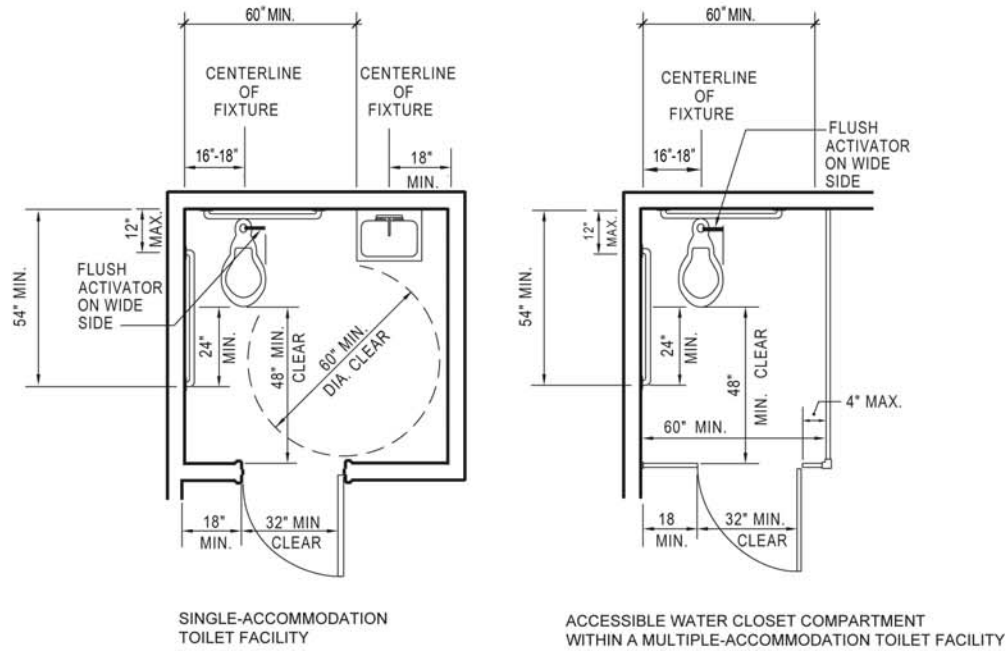 60" MIN.
CENTERLINE
OF
FIXTURE
CENTERLINE
OF
FIXTURE
16"-18"
18"
MIN.
12"
MAX.
54" MIN.
FLUSH
ACTIVATOR
ON WIDE
SIDE
24"
MIN.
48" MIN.
CLEAR
60" MIN.
DIA. CLEAR
18"
MIN.
32" MIN
CLEAR
SINGLE-ACCOMMODATION
TOILET FACILITY
60" MIN.
CENTERLINE
OF
FIXTURE
FLUSH
ACTIVATOR
ON WIDE
SIDE
16"-18"
12"
MAX.
54" MIN.
24"
MIN.
48"
MIN. CLEAR
4" MAX.
60" MIN.
18
MIN.
32" MIN.
CLEAR
ACCESSIBLE WATER CLOSET COMPARTMENT
WITHIN A MULTIPLE-ACCOMMODATION TOILET FACILITY